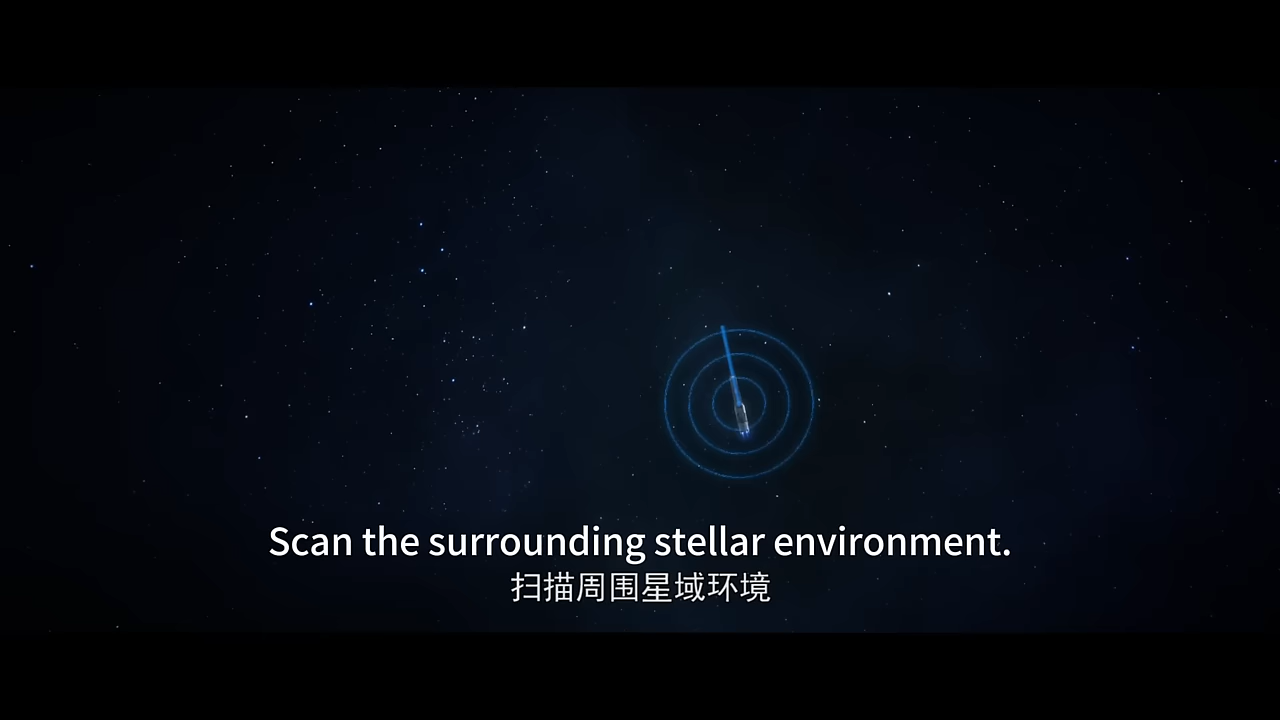 Scan the surrounding stellar environment.
扫描周围星域环境